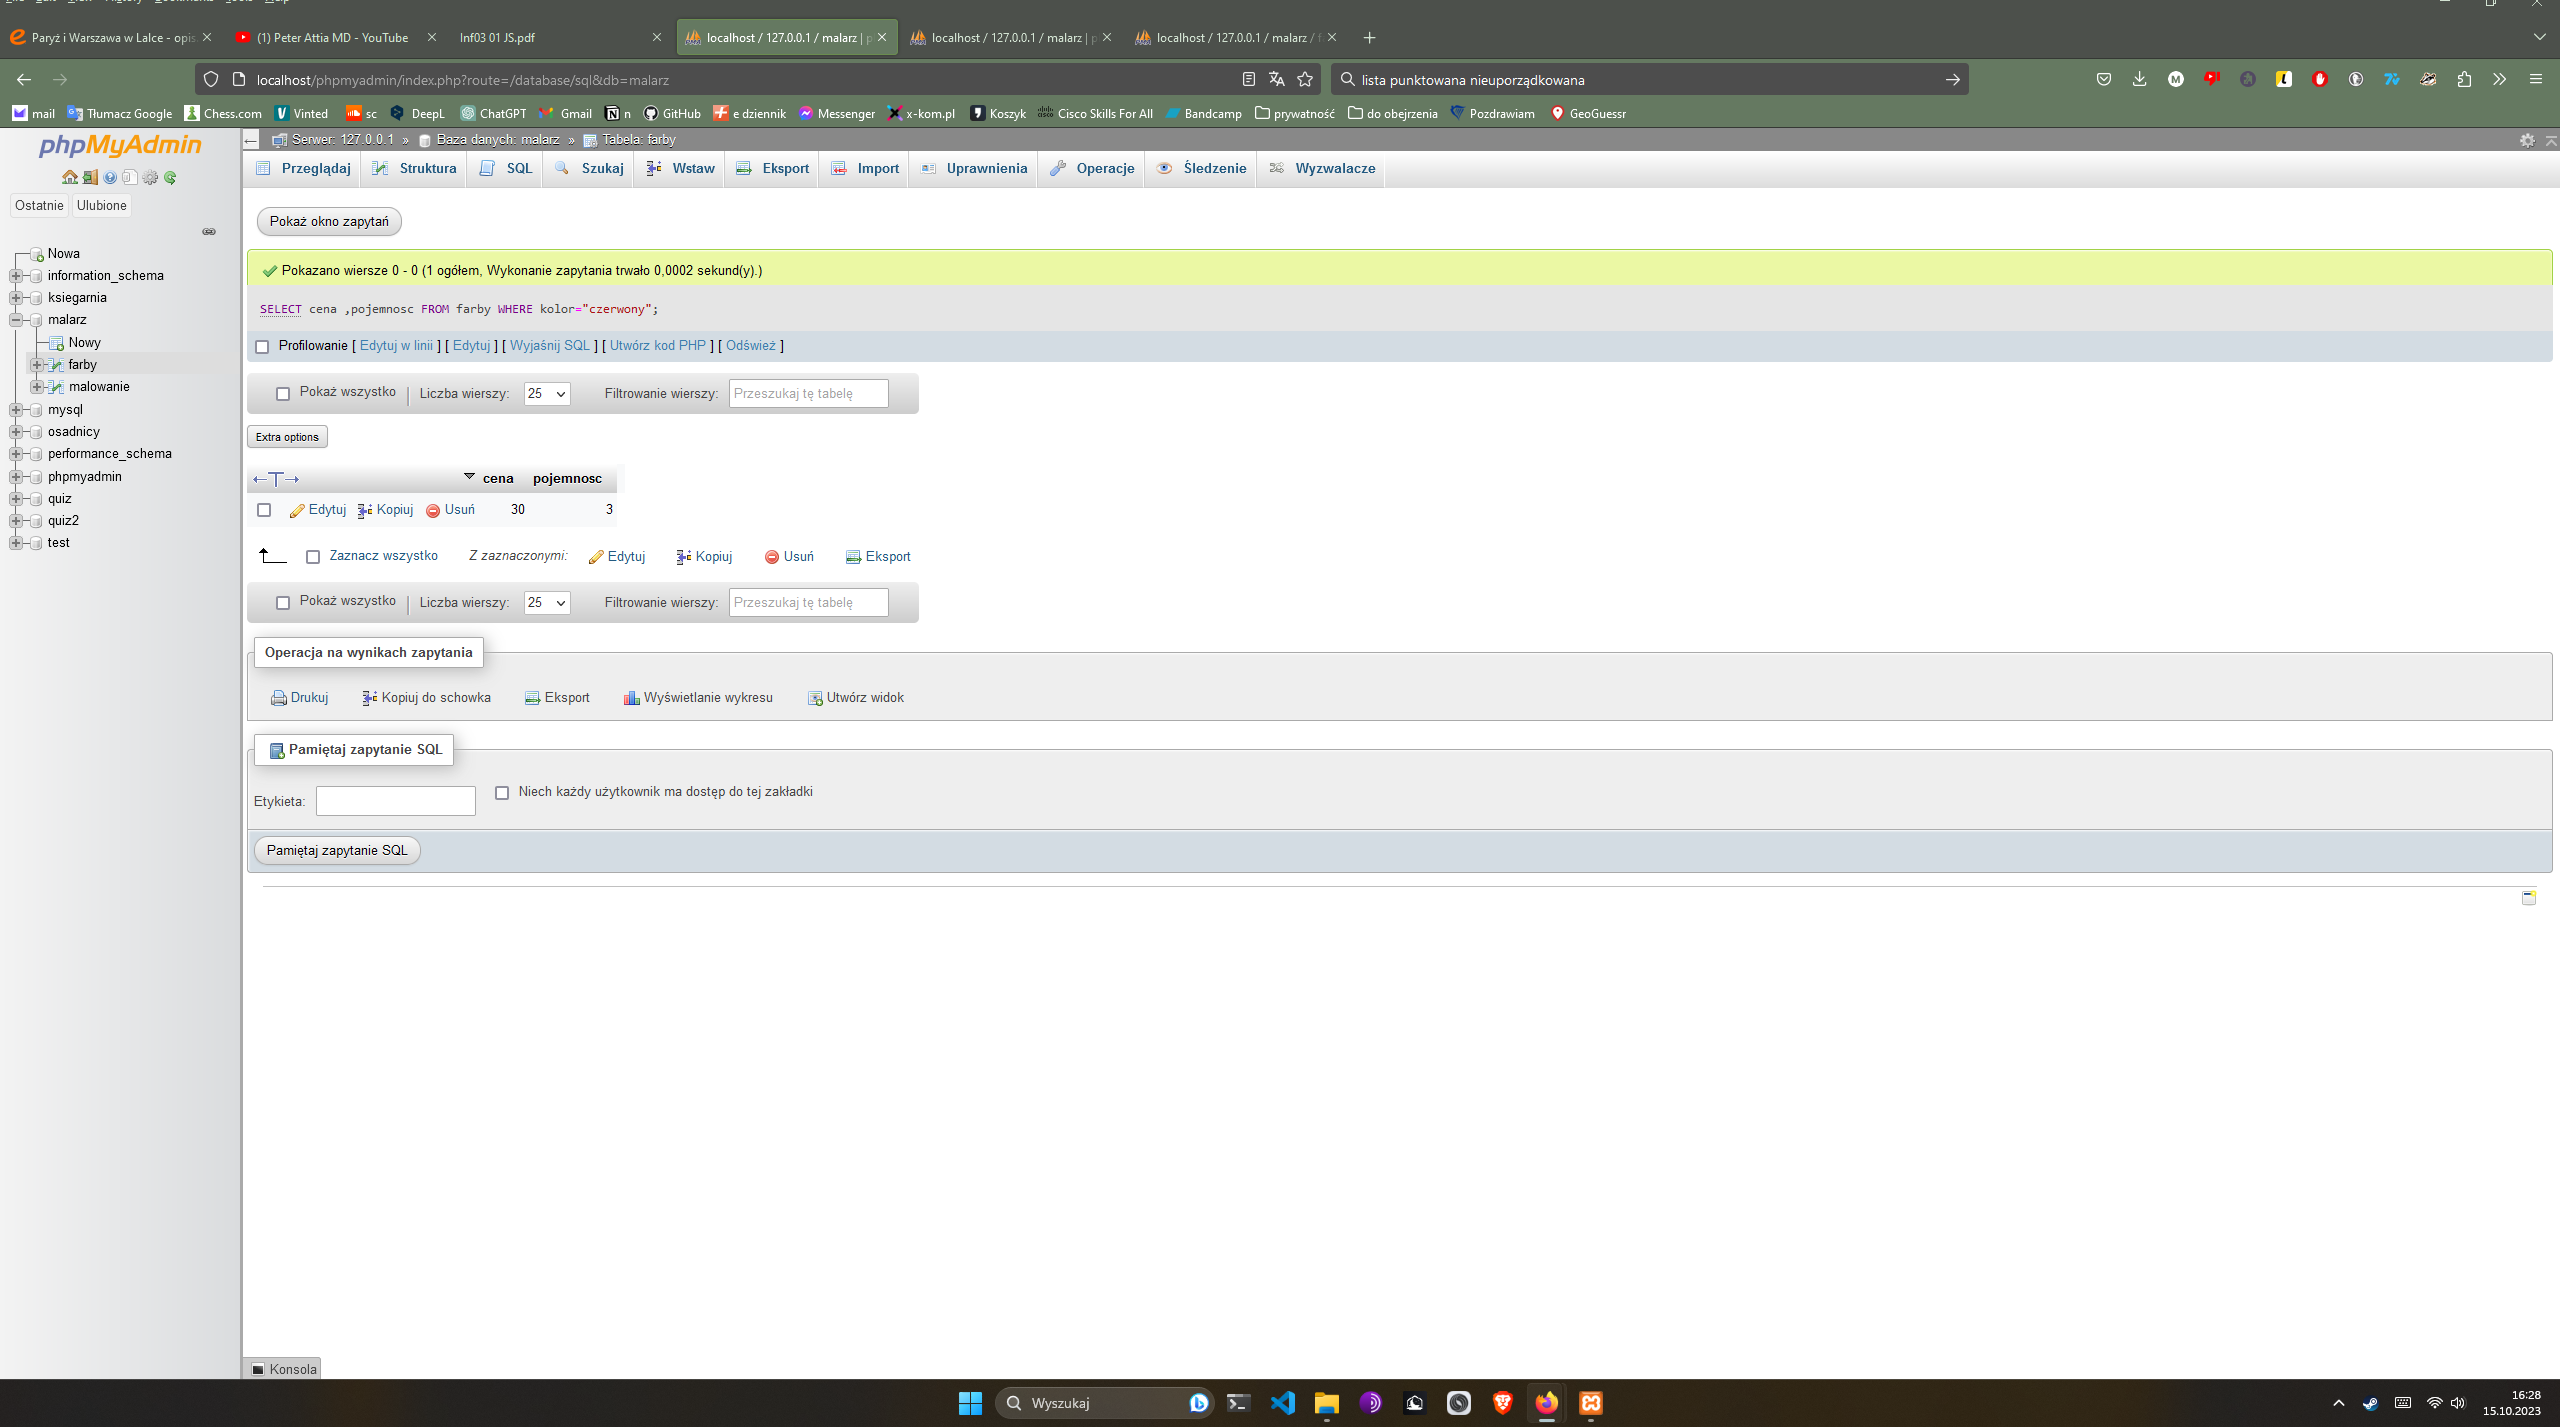 Paryż i Warszawa w Lalce - opis
(1) Peter Attia MD - YouTube
Inf03 01 JS.pdf
localhost / 127.0.0.1 / malarz | p
localhost / 127.0.0.1 / malarz | p
localhost / 127.0.0.1 / malarz / f
localhost/phpmyadmin/index.php?route=/database/sql&db=malarz
lista punktowana nieuporządkowana
mail
Tłumacz Google
Chess.com
Vinted
sc
DeepL
ChatGPT
Gmail
n
GitHub
e dziennik
Messenger
x-kom.pl
Koszyk
Cisco Skills For All
Bandcamp
prywatność
do obejrzenia
Pozdrawiam
GeoGuessr
phpMyAdmin
Ostatnie
Ulubione
Nowa
information_schema
ksiegarnia
malarz
Nowy
farby
malowanie
mysql
osadnicy
performance_schema
phpmyadmin
quiz
quiz2
test
Serwer: 127.0.0.1 » Baza danych: malarz » Tabela: farby
Przeglądaj
Struktura
SQL
Szukaj
Wstaw
Eksport
Import
Uprawnienia
Operacje
Śledzenie
Wyzwalacze
Pokaż okno zapytań
Pokazano wiersze 0 - 0 (1 ogółem, Wykonanie zapytania trwało 0,0002 sekund(y).)
SELECT cena ,pojemnosc FROM farby WHERE kolor="czerwony";
Profilowanie [ Edytuj w linii ] [ Edytuj ] [ Wyjaśnij SQL ] [ Utwórz kod PHP ] [ Odśwież ]
Pokaż wszystko | Liczba wierszy: 25 Filtrowanie wierszy: Przeszukaj tę tabelę
Extra options
cena pojemnosc
Edytuj Kopiuj Usuń 30 3
Zaznacz wszystko Z zaznaczonymi: Edytuj Kopiuj Usuń Eksport
Pokaż wszystko | Liczba wierszy: 25 Filtrowanie wierszy: Przeszukaj tę tabelę
Operacja na wynikach zapytania
Drukuj Kopiuj do schowka Eksport Wyświetlanie wykresu Utwórz widok
Pamiętaj zapytanie SQL
Etykieta: Niech każdy użytkownik ma dostęp do tej zakładki
Pamiętaj zapytanie SQL
Konsola
Wyszukaj
16:28
15.10.2023